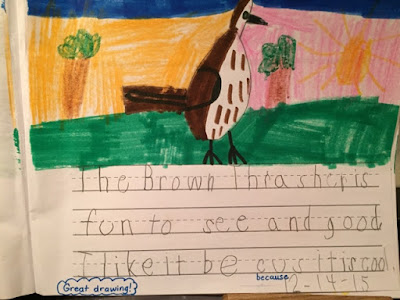 The Brown Thrasher is
fun to see and good
I like it be cus it is cool.
because
Great drawing!
12-14-15